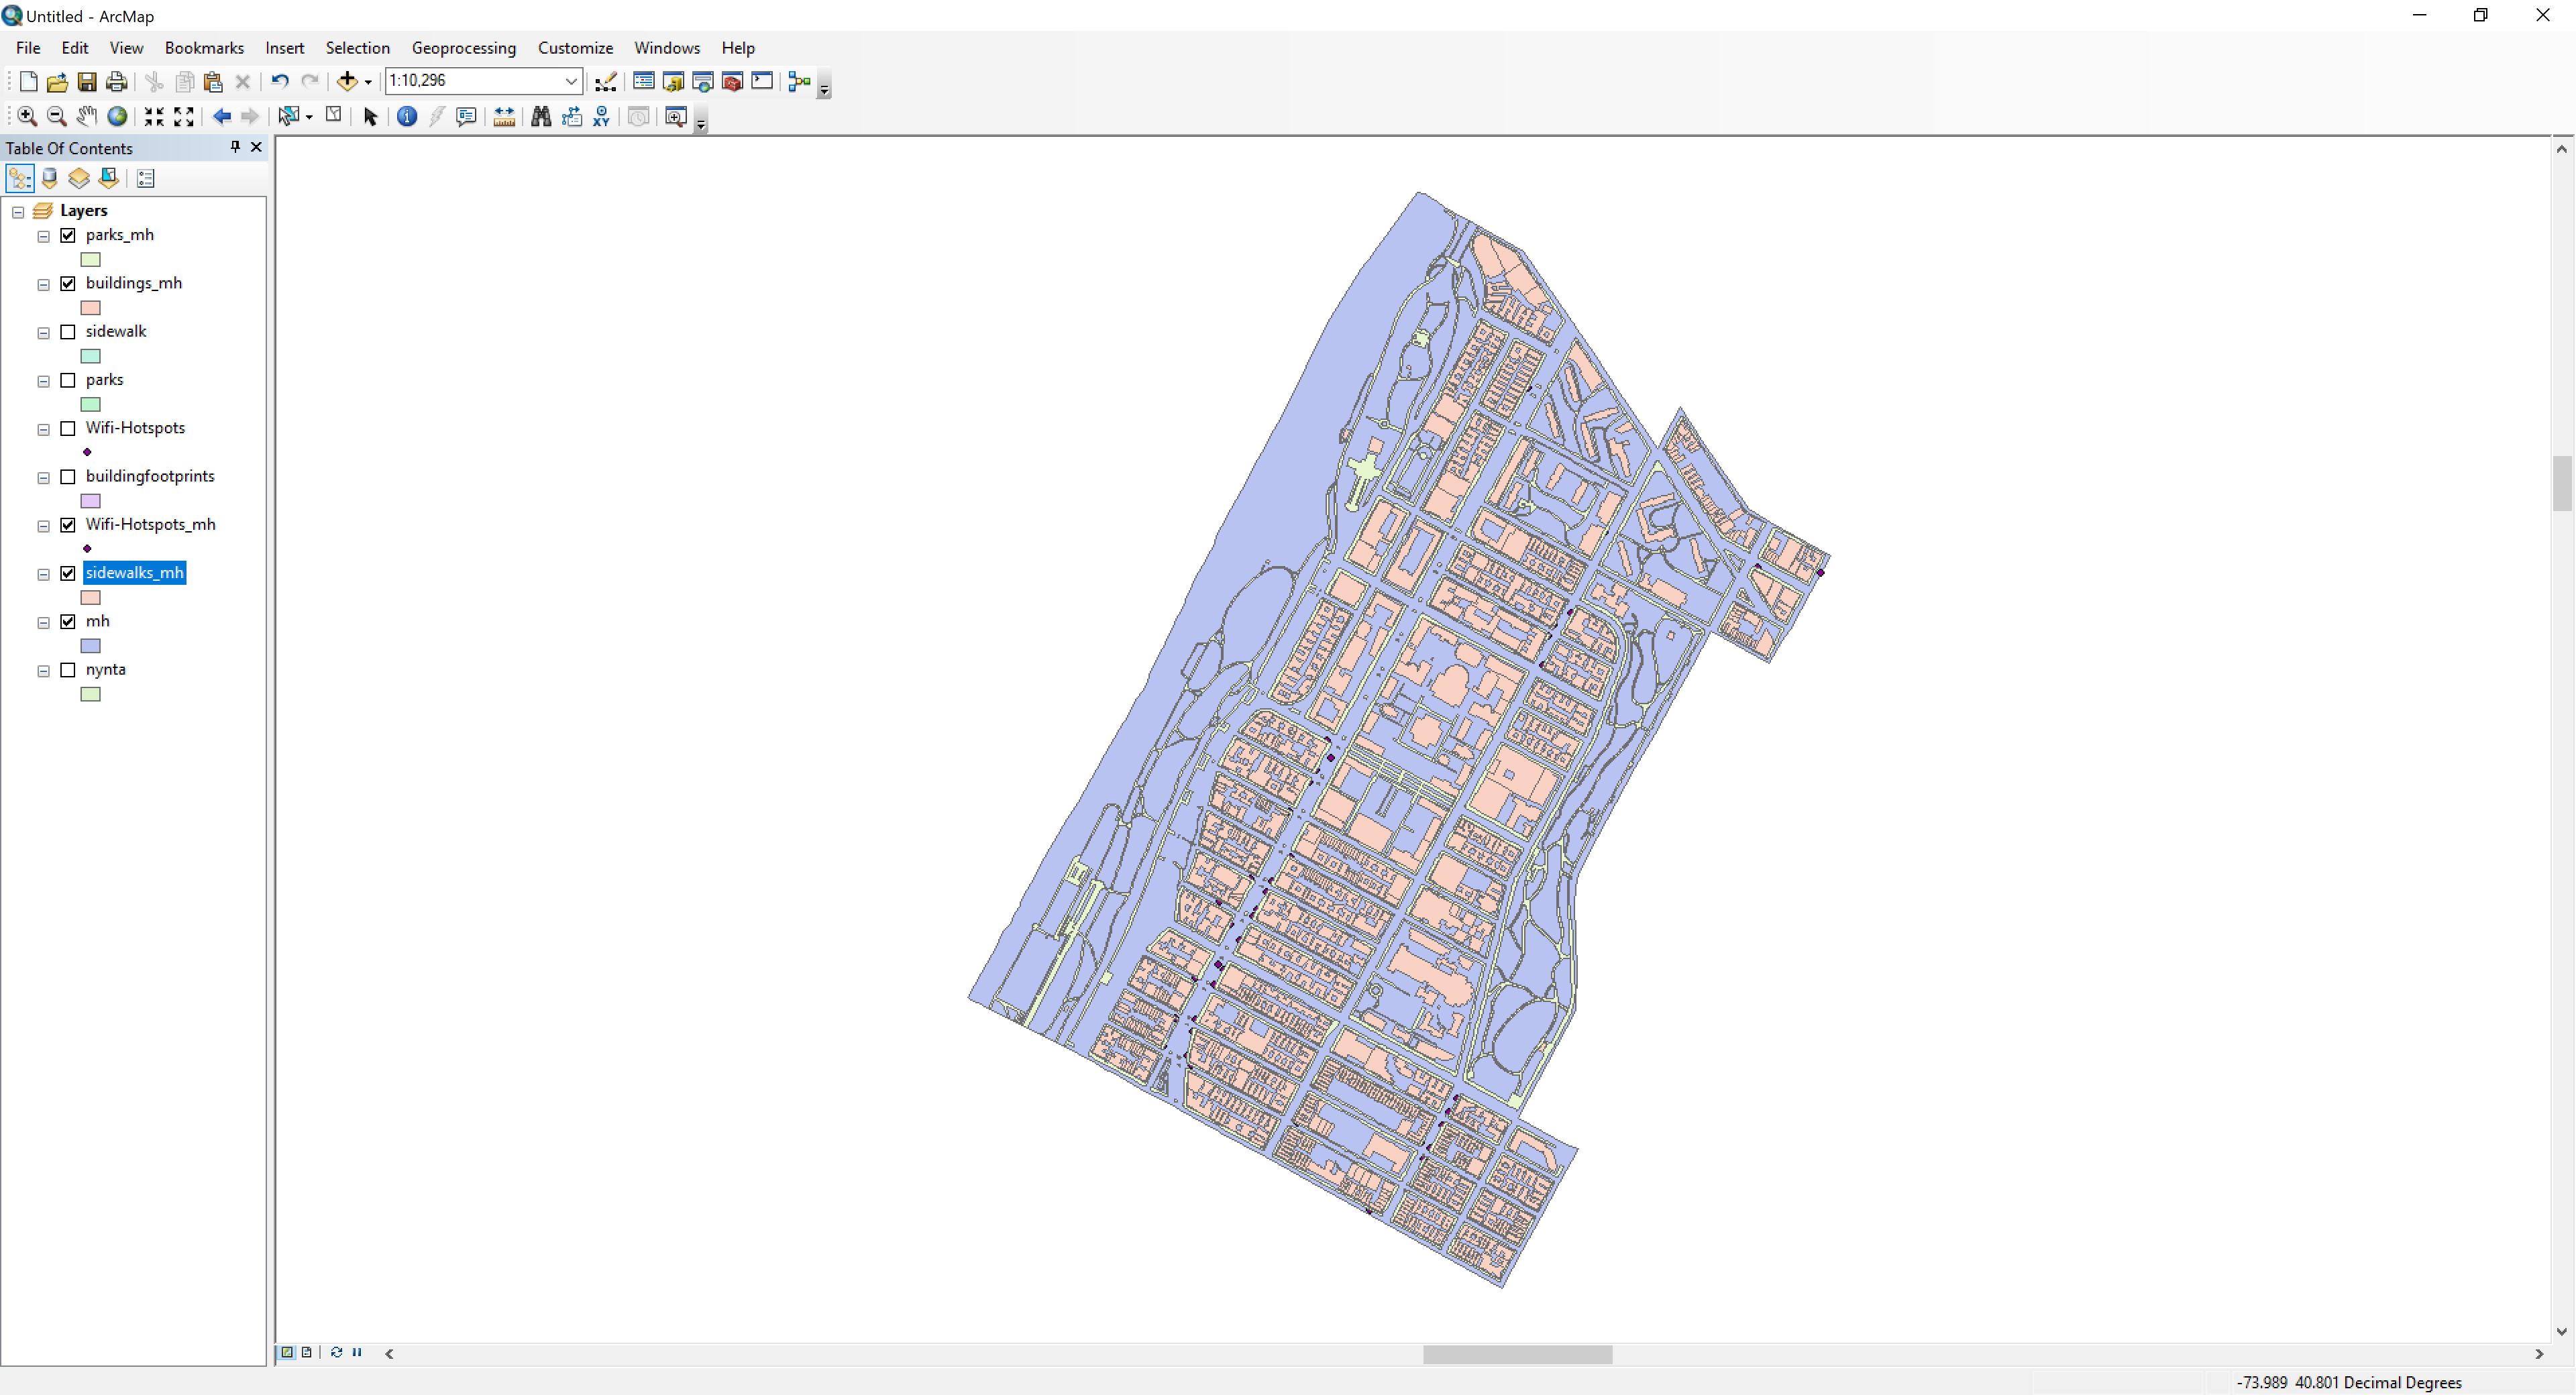 Untitled - ArcMap
File Edit View Bookmarks Insert Selection Geoprocessing Customize Windows Help
1:10,296
XY
Table Of Contents
Layers
parks_mh
buildings_mh
sidewalk
parks
Wifi-Hotspots
buildingfootprints
Wifi-Hotspots_mh
sidewalks_mh
mh
nynta
-73.989 40.801 Decimal Degrees